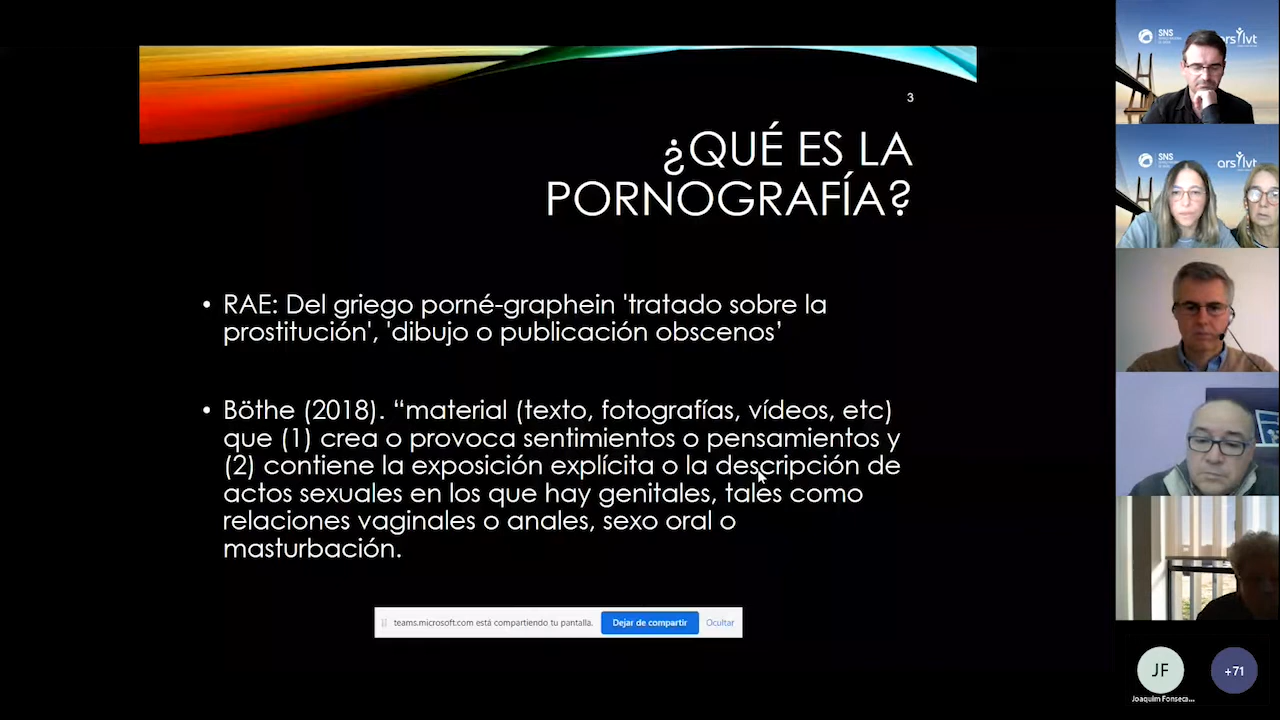 3
¿QUÉ ES LA
PORNOGRAFÍA?
• RAE: Del griego porné-graphein 'tratado sobre la
prostitución', 'dibujo o publicación obscenos’
• Böthe (2018). “material (texto, fotografías, vídeos, etc)
que (1) crea o provoca sentimientos o pensamientos y
(2) contiene la exposición explícita o la descripción de
actos sexuales en los que hay genitales, tales como
relaciones vaginales o anales, sexo oral o
masturbación.
teams.microsoft.com está compartiendo tu pantalla.
Dejar de compartir
Ocultar
SNS
SNS
arslvt
JF
+71
Joaquim Fonseca...